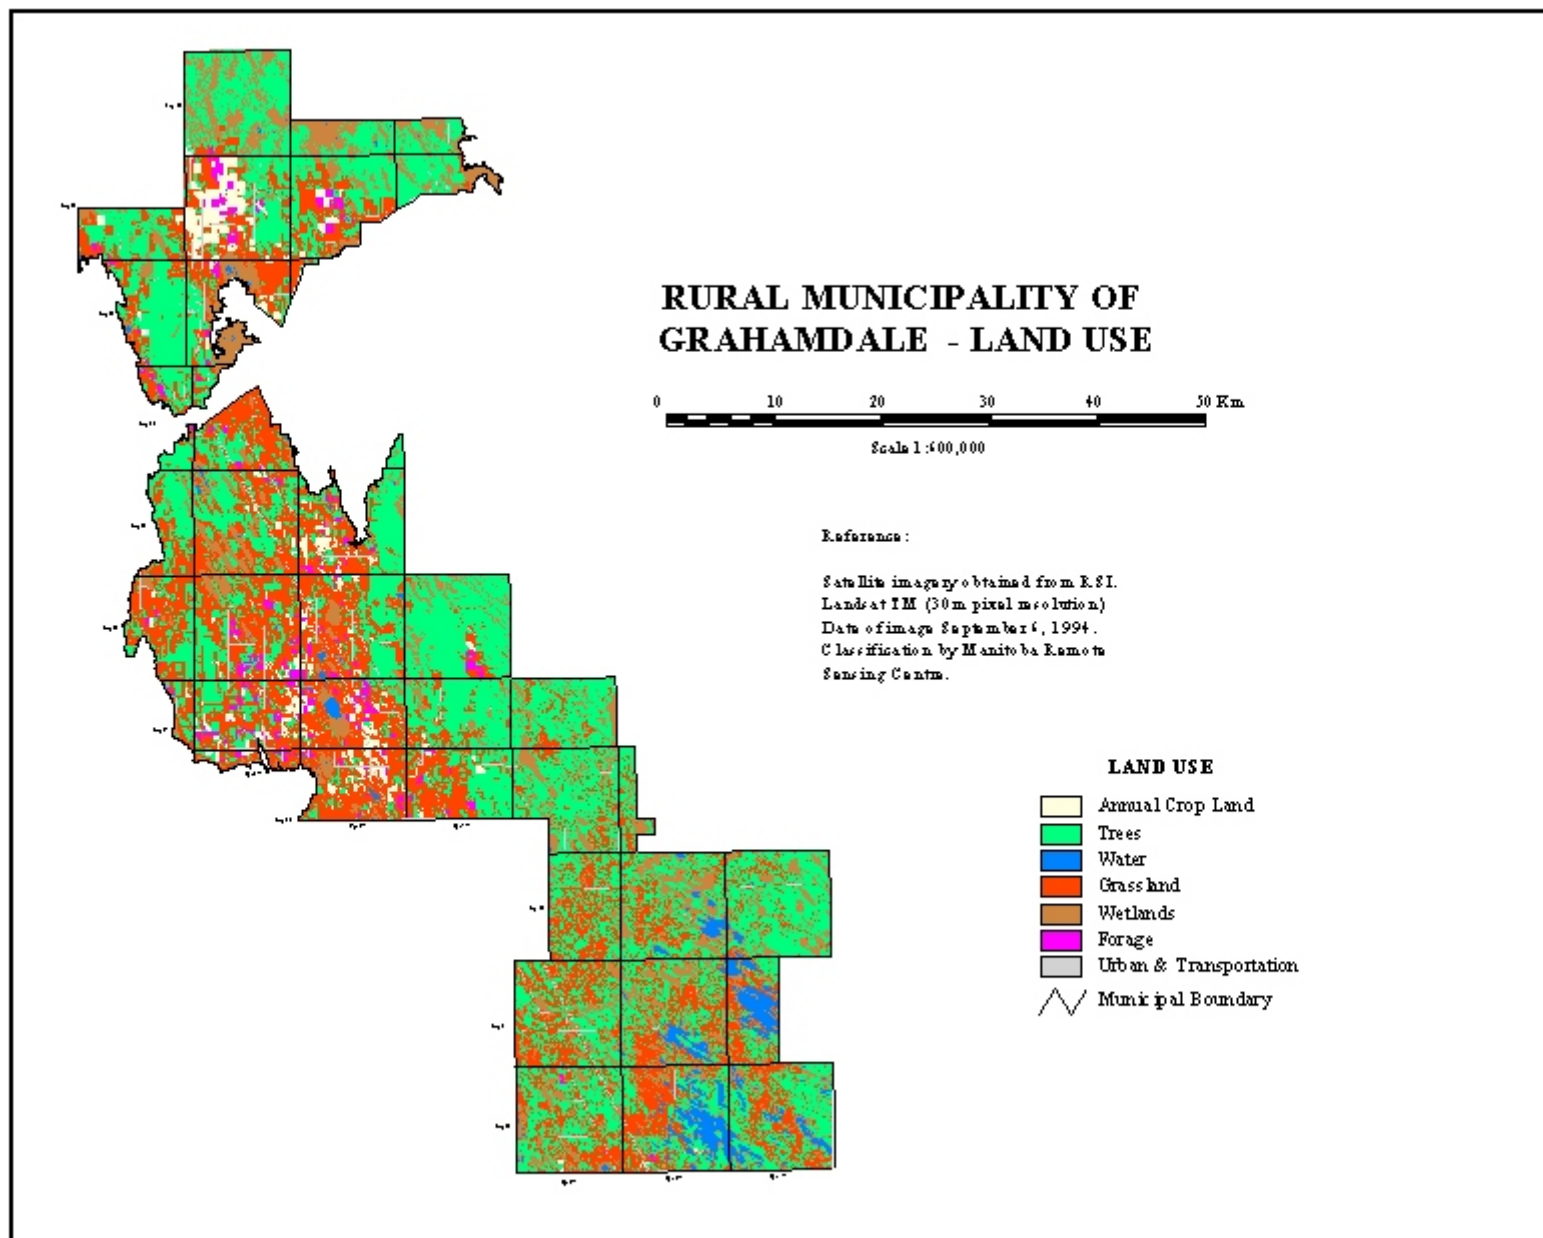 RURAL MUNICIPALITY OF
GRAHAMDALE - LAND USE
0 10 20 30 40 50 Km
Scale 1:600,000
Reference:
Satellite imagery obtained from RSI.
Landsat TM (30m pixel resolution)
Date of image September 6, 1994.
Classification by Manitoba Remote
Sensing Centre.
LAND USE
Annual Crop Land
Trees
Water
Grassland
Wetlands
Forage
Urban & Transportation
Municipal Boundary